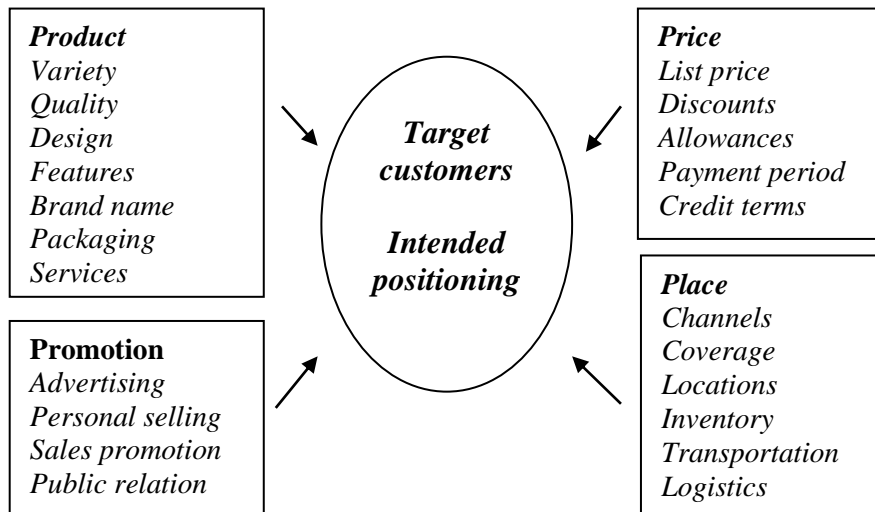 Product
Variety
Quality
Design
Features
Brand name
Packaging
Services
Target
customers
Intended
positioning
Price
List price
Discounts
Allowances
Payment period
Credit terms
Promotion
Advertising
Personal selling
Sales promotion
Public relation
Place
Channels
Coverage
Locations
Inventory
Transportation
Logistics